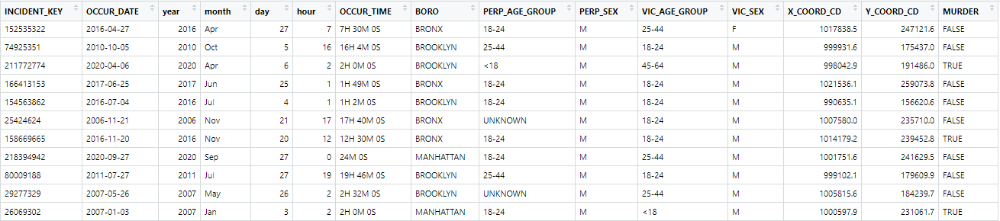 INCIDENT_KEY OCCUR_DATE year month day hour OCCUR_TIME BORO PERP_AGE_GROUP PERP_SEX VIC_AGE_GROUP VIC_SEX X_COORD_CD Y_COORD_CD MURDER
152535322 2016-04-27 2016 Apr 27 7 7H 30M 0S BRONX 18-24 M 25-44 F 1017838.5 247121.6 FALSE
74925351 2010-10-05 2010 Oct 5 16 16H 4M 0S BROOKLYN 25-44 M 18-24 M 999931.6 175437.0 FALSE
211772774 2020-04-06 2020 Apr 6 2 2H 0M 0S BROOKLYN <18 M 45-64 M 998042.9 191486.0 TRUE
166413153 2017-06-25 2017 Jun 25 1 1H 49M 0S BRONX 18-24 M 18-24 M 1021536.1 259073.8 FALSE
154563862 2016-07-04 2016 Jul 4 1 1H 2M 0S BROOKLYN 18-24 M 18-24 M 990635.1 156620.6 FALSE
25424624 2006-11-21 2006 Nov 21 17 17H 40M 0S BRONX UNKNOWN M 18-24 M 1007580.0 235710.0 FALSE
158669665 2016-11-20 2016 Nov 20 12 12H 30M 0S BRONX 18-24 M 18-24 M 1014179.2 239452.8 TRUE
218394942 2020-09-27 2020 Sep 27 0 24M 0S MANHATTAN 18-24 M 25-44 M 1001751.6 241629.5 FALSE
80009188 2011-07-27 2011 Jul 27 19 19H 46M 0S BROOKLYN 25-44 M 18-24 M 999102.1 179609.9 FALSE
29277329 2007-05-26 2007 May 26 2 2H 32M 0S BROOKLYN UNKNOWN M 25-44 M 1005815.6 184239.7 FALSE
26069302 2007-01-03 2007 Jan 3 2 2H 0M 0S MANHATTAN 18-24 M <18 M 1000597.9 231061.7 TRUE